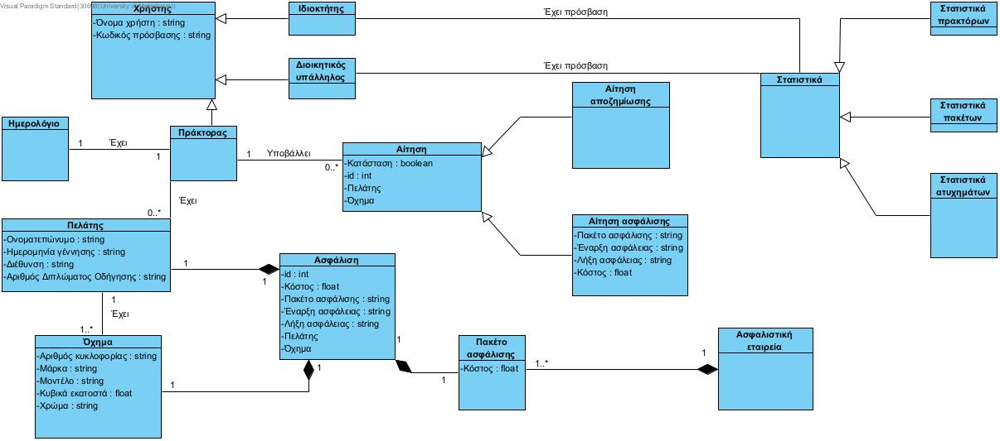 Visual Paradigm Standard(
Χρήστης
-Όνομα χρήστη : string
-Κωδικός πρόσβασης : string
Ιδιοκτήτης
Έχει πρόσβαση
Στατιστικά
πρακτόρων
Διοικητικός
υπάλληλος
Έχει πρόσβαση
Στατιστικά
Αίτηση
αποζημίωσης
Στατιστικά
πακέτων
Ημερολόγιο
1
Έχει
1
Πράκτορας
1
Υποβάλλει
0..*
Αίτηση
-Κατάσταση : boolean
-id : int
-Πελάτης
-Όχημα
Στατιστικά
ατυχημάτων
Έχει
0..*
Πελάτης
-Ονοματεπώνυμο : string
-Ημερομηνία γέννησης : string
-Διέθυνση : string
-Αριθμός Διπλώματος Οδήγησης : string
Αίτηση ασφάλισης
-Πακέτο ασφάλισης : string
-Έναρξη ασφάλειας : string
-Λήξη ασφάλειας : string
-Κόστος : float
1
1
Ασφάλιση
-id : int
-Κόστος : float
-Πακέτο ασφάλισης : string
-Έναρξη ασφάλειας : string
-Λήξη ασφάλειας : string
-Πελάτης
-Όχημα
1
Έχει
1..*
Όχημα
-Αριθμός κυκλοφορίας : string
-Μάρκα : string
-Μοντέλο : string
-Κυβικά εκατοστά : float
-Χρώμα : string
1
1
1
1
Πακέτο
ασφάλισης
-Κόστος : float
1..*
1
Ασφαλιστική
εταιρεία